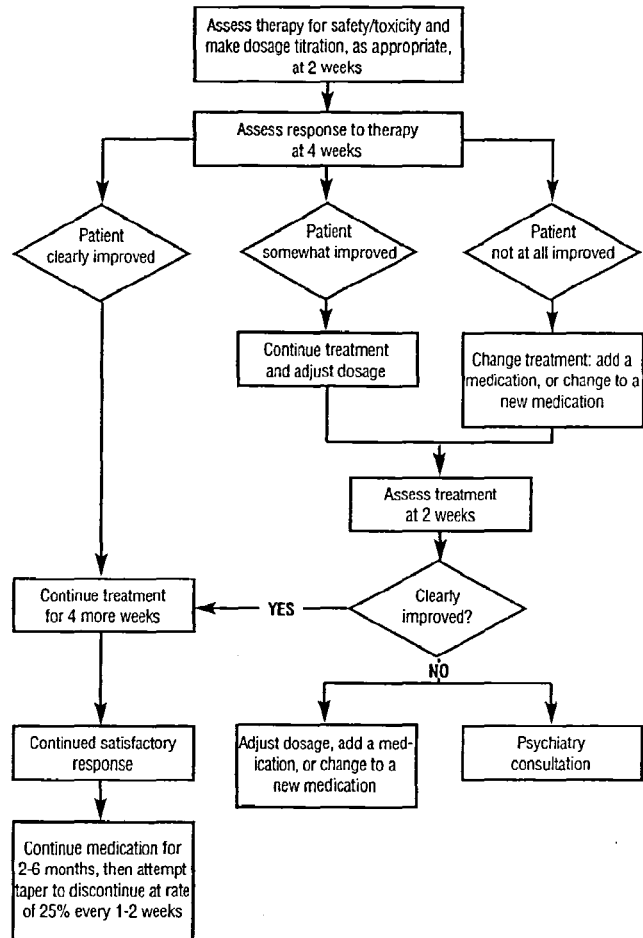 Assess therapy for safety/toxicity and
make dosage titration, as appropriate,
at 2 weeks
Assess response to therapy
at 4 weeks
Patient
clearly improved
Patient
somewhat improved
Patient
not at all improved
Continue treatment
and adjust dosage
Change treatment: add a
medication, or change to a
new medication
Assess treatment
at 2 weeks
Continue treatment
for 4 more weeks
YES
Clearly
improved?
NO
Continued satisfactory
response
Adjust dosage, add a med-
ication, or change to a
new medication
Psychiatry
consultation
Continue medication for
2-6 months, then attempt
taper to discontinue at rate
of 25% every 1-2 weeks